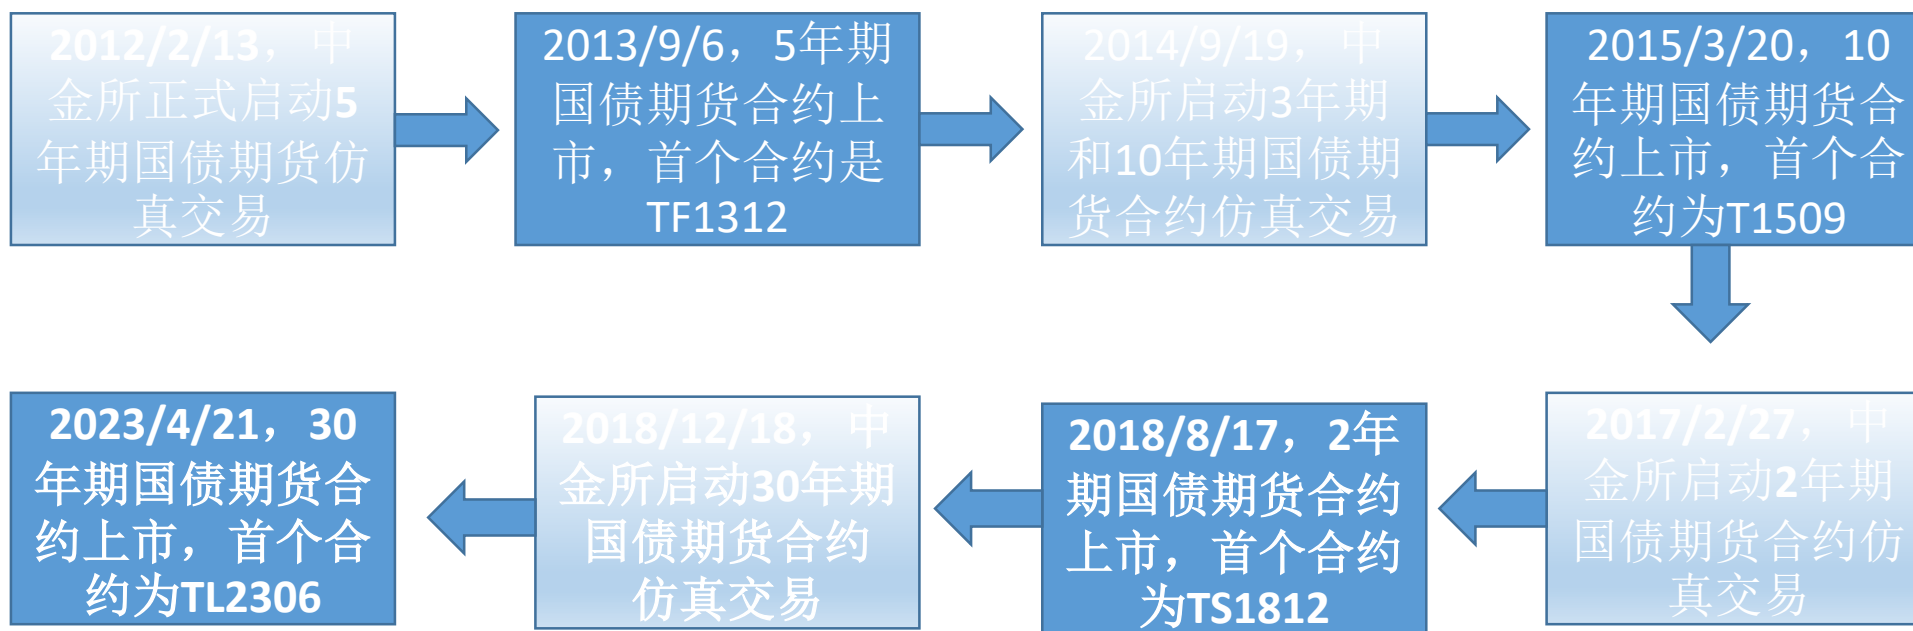 2012/2/13，中
金所正式启动5
年期国债期货仿
真交易
2013/9/6，5年期
国债期货合约上
市，首个合约是
TF1312
2014/9/19，中
金所启动3年期
和10年期国债期
货合约仿真交易
2015/3/20，10
年期国债期货合
约上市，首个合
约为T1509
2017/2/27，中
金所启动2年期
国债期货合约仿
真交易
2018/8/17，2年
期国债期货合约
上市，首个合约
为TS1812
2018/12/18，中
金所启动30年期
国债期货合约
仿真交易
2023/4/21，30
年期国债期货合
约上市，首个合
约为TL2306